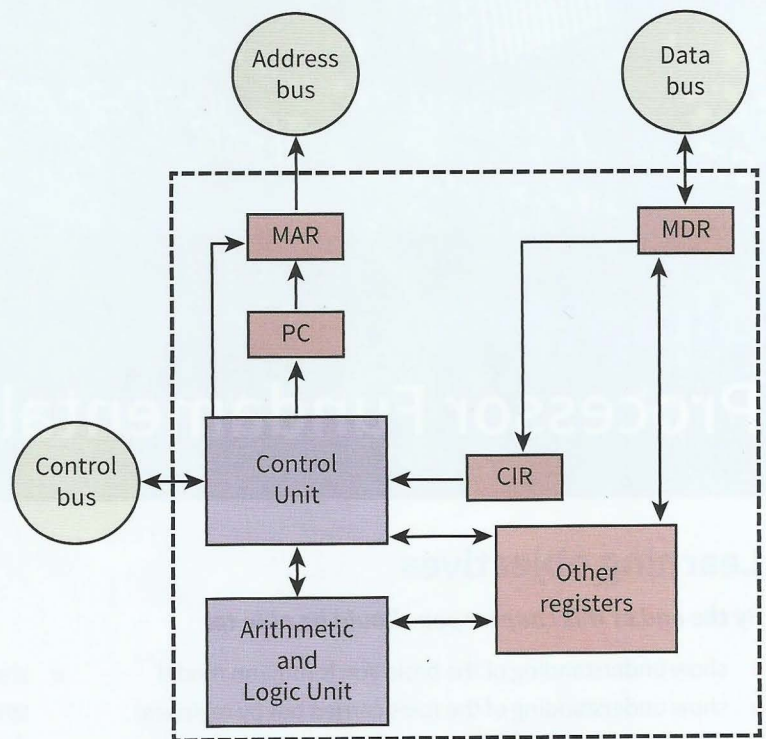 Address
bus
Data
bus
MAR
MDR
PC
Control
bus
Control
Unit
CIR
Other
registers
Arithmetic
and
Logic Unit